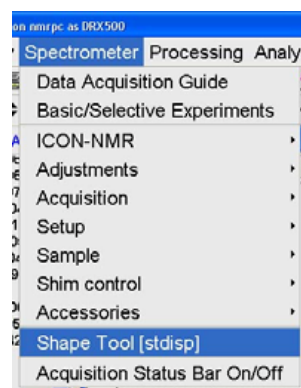 on nmrpc as DRX500
Spectrometer Processing Analy
Data Acquisition Guide
Basic/Selective Experiments
ICON-NMR
Adjustments
Acquisition
Setup
Sample
Shim control
Accessories
Shape Tool [stdisp]
Acquisition Status Bar On/Off